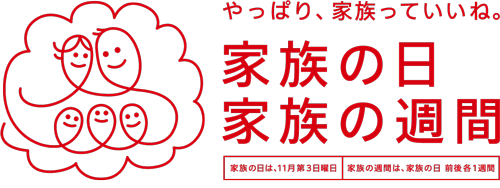 やっぱり、家族っていいね。
家族の日
家族の週間
家族の日は、11月第3日曜日
家族の週間は、家族の日 前後各1週間